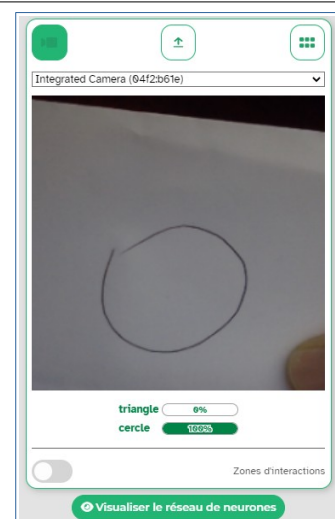 Integrated Camera (04f2:b61e)
triangle 0%
cercle 100%
Zones d'interactions
Visualiser le réseau de neurones